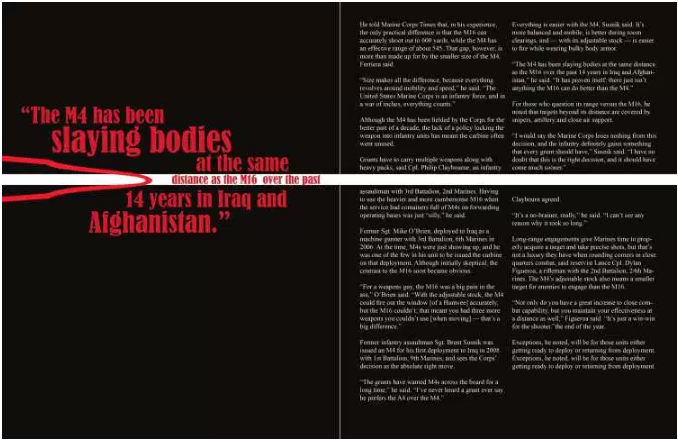 “The M4 has been
slaying bodies
at the same
distance as the M16 over the past
14 years in Iraq and
Afghanistan.”
He told Marine Corps Times that, in his experience,
the only practical difference is that the M16 can
accurately shoot out to 600 yards, while the M4 has
an effective range of about 545. That gap, however, is
more than made up for by the smaller size of the M4,
Ferriera said.
“Size makes all the difference, because everything
revolves around mobility and speed,” he said. “The
United States Marine Corps is an infantry force, and in
a war of inches, everything counts.”
Although the M4 has been fielded by the Corps for the
better part of a decade, the lack of policy locking the
weapon into infantry units has meant the carbine often
went unused.
Grunts have to carry multiple weapons along with
heavy packs, said Cpl. Philip Claybourne, an infantry
assaultman with 3rd Battalion, 2nd Marines. Having
to use the heavier and more cumbersome M16 when
the service had containers full of M4s on forwarding
operating bases was just “silly,” he said.
Former Sgt. Mike O’Brien, deployed to Iraq as a
machine gunner with 3rd Battalion, 6th Marines in
2006. At the time, M4s were just showing up, and he
was one of the few in his unit to be issued the carbine
on that deployment. Although initially skeptical, the
contrast to the M16 soon became obvious.
“For a weapons guy, the M16 was a big pain in the
ass,” O’Brien said. “With the adjustable stock, the M4
could fire out the window [of a Humvee] accurately,
but the M16 couldn’t; that meant you had three more
weapons you couldn’t use [when moving] — that’s a
big difference.”
Former infantry assaultman Sgt. Brent Susnik was
issued an M4 for his first deployment to Iraq in 2008
with 1st Battalion, 9th Marines, and sees the Corps’
decision as the absolute right move.
“The grunts have wanted M4s across the board for a
long time,” he said. “I’ve never heard a grunt ever say
he prefers the A4 over the M4.”
Everything is easier with the M4, Susnik said. It’s
more balanced and mobile, is better during room
clearings, and — with its adjustable stock — is easier
to fire while wearing bulky body armor.
“The M4 has been slaying bodies at the same distance
as the M16 over the past 14 years in Iraq and Afghan-
istan,” he said. “It has proven itself; there just isn’t
anything the M16 can do better than the M4.”
For those who question its range versus the M16, he
noted that targets beyond its distance are covered by
snipers, artillery and close air support.
“I would say the Marine Corps loses nothing from this
decision, and the infantry definitely gains something
that every grunt should have,” Susnik said. “I have no
doubt that this is the right decision, and it should have
come much sooner.”
Claybourn agreed.
“It’s a no-brainer, really,” he said. “I can’t see any
reason why it took so long.”
Long-range engagements give Marines time to prop-
erly acquire a target and take precise shots, but that’s
not a luxury they have when rounding corners in close
quarters combat, said reservist Lance Cpl. Dylan
Figueroa, a rifleman with the 2nd Battalion, 24th Ma-
rines. The M4’s adjustable stock also means a smaller
target for enemies to engage than the M16.
“Not only do you have a great increase to close com-
bat capability, but you maintain your effectiveness at
a distance as well,” Figueroa said. “It’s just a win-win
for the shooter.”the end of the year.
Exceptions, he noted, will be for those units either
getting ready to deploy or returning from deployment.
Exceptions, he noted, will be for those units either
getting ready to deploy or returning from deployment.